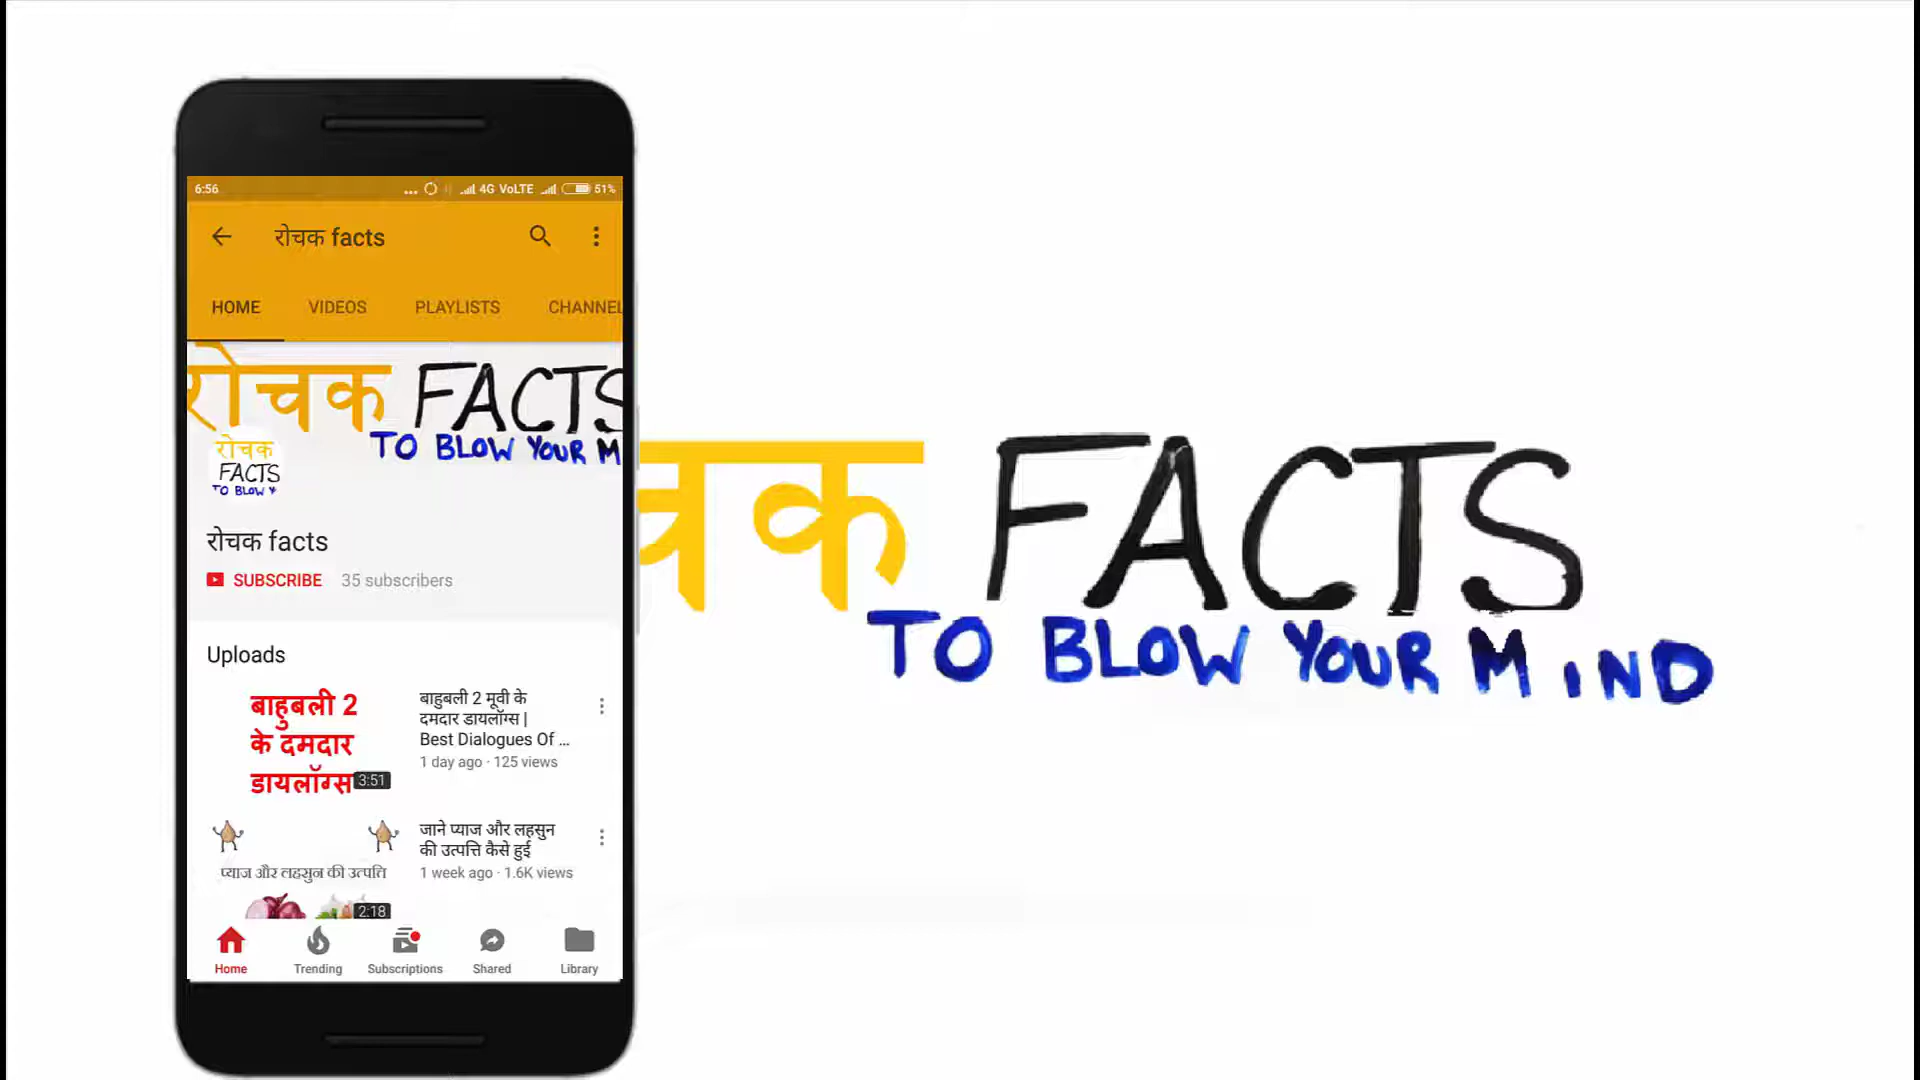 6:56 ... 4G VoLTE 51%
रोचक facts
HOME VIDEOS PLAYLISTS CHANNEL
रोचक FACTS
TO BLOW YOUR M
रोचक
FACTS
TO BLOW
रोचक facts
SUBSCRIBE 35 subscribers
Uploads
बाहुबली 2
के दमदार
डायलॉग्स
3:51
बाहुबली 2 मूवी के
दमदार डायलॉग्स |
Best Dialogues Of ...
1 day ago · 125 views
प्याज और लहसुन की उत्पत्ति
2:18
जाने प्याज और लहसुन
की उत्पत्ति कैसे हुई
1 week ago · 1.6K views
Home Trending Subscriptions Shared Library
चक FACTS
TO BLOW YOUR MIND